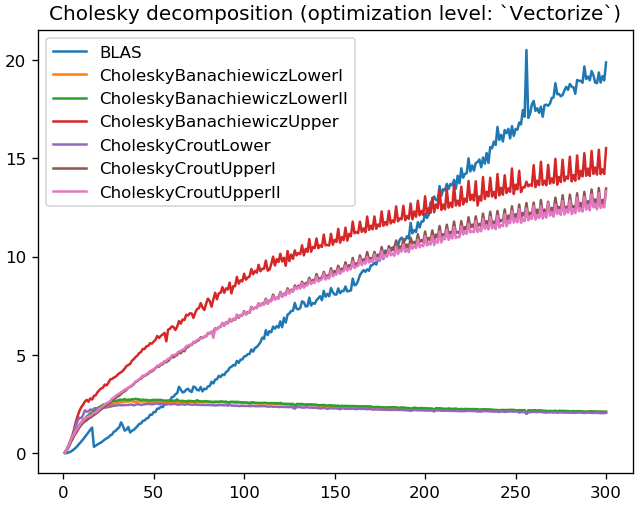 Cholesky decomposition (optimization level: `Vectorize`)
BLAS
CholeskyBanachiewiczLowerI
CholeskyBanachiewiczLowerII
CholeskyBanachiewiczUpper
CholeskyCroutLower
CholeskyCroutUpperI
CholeskyCroutUpperII
20
15
10
5
0
0 50 100 150 200 250 300